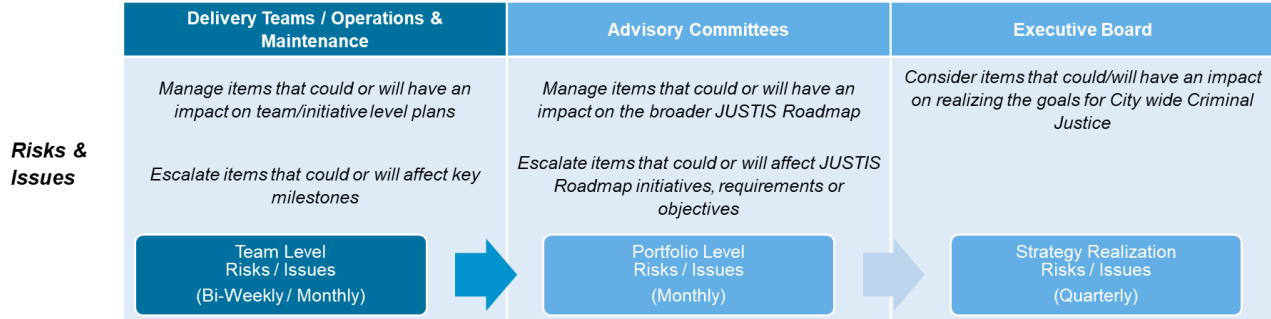 Delivery Teams / Operations &
Maintenance
Advisory Committees
Executive Board
Risks &
Issues
Manage items that could or will have an
impact on team/initiative level plans
Escalate items that could or will affect key
milestones
Manage items that could or will have an
impact on the broader JUSTIS Roadmap
Escalate items that could or will affect JUSTIS
Roadmap initiatives, requirements or
objectives
Consider items that could/will have an impact
on realizing the goals for City wide Criminal
Justice
Team Level
Risks / Issues
(Bi-Weekly / Monthly)
Portfolio Level
Risks / Issues
(Monthly)
Strategy Realization
Risks / Issues
(Quarterly)